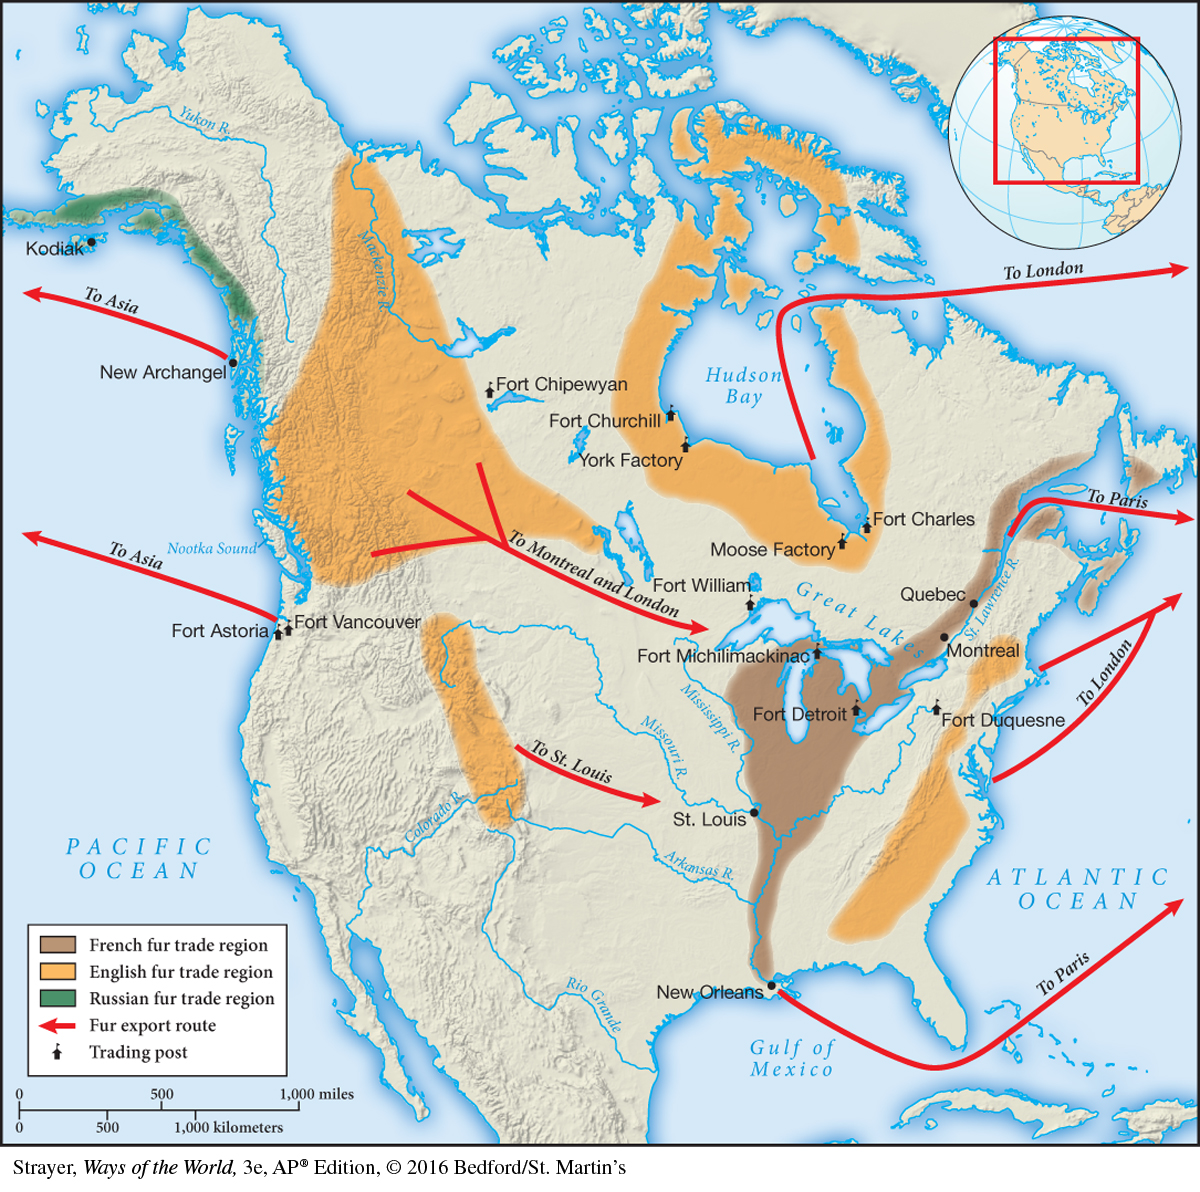 Yukon R.
Kodiak
To Asia
New Archangel
Mackenzie R.
To London
Hudson
Bay
Fort Chipewyan
Fort Churchill
York Factory
Fort Charles
Moose Factory
To Paris
Nootka Sound
To Asia
Fort Astoria
Fort Vancouver
To Montreal and London
Fort William
Great Lakes
Quebec
St. Lawrence R.
Montreal
Fort Michilimackinac
To London
Fort Detroit
Fort Duquesne
Mississippi R.
Missouri R.
To St. Louis
St. Louis
Colorado R.
Arkansas R.
PACIFIC
OCEAN
ATLANTIC
OCEAN
New Orleans
To Paris
Rio Grande
Gulf of
Mexico
French fur trade region
English fur trade region
Russian fur trade region
Fur export route
Trading post
0 500 1,000 miles
0 500 1,000 kilometers
Strayer, Ways of the World, 3e, AP® Edition, © 2016 Bedford/St. Martin's